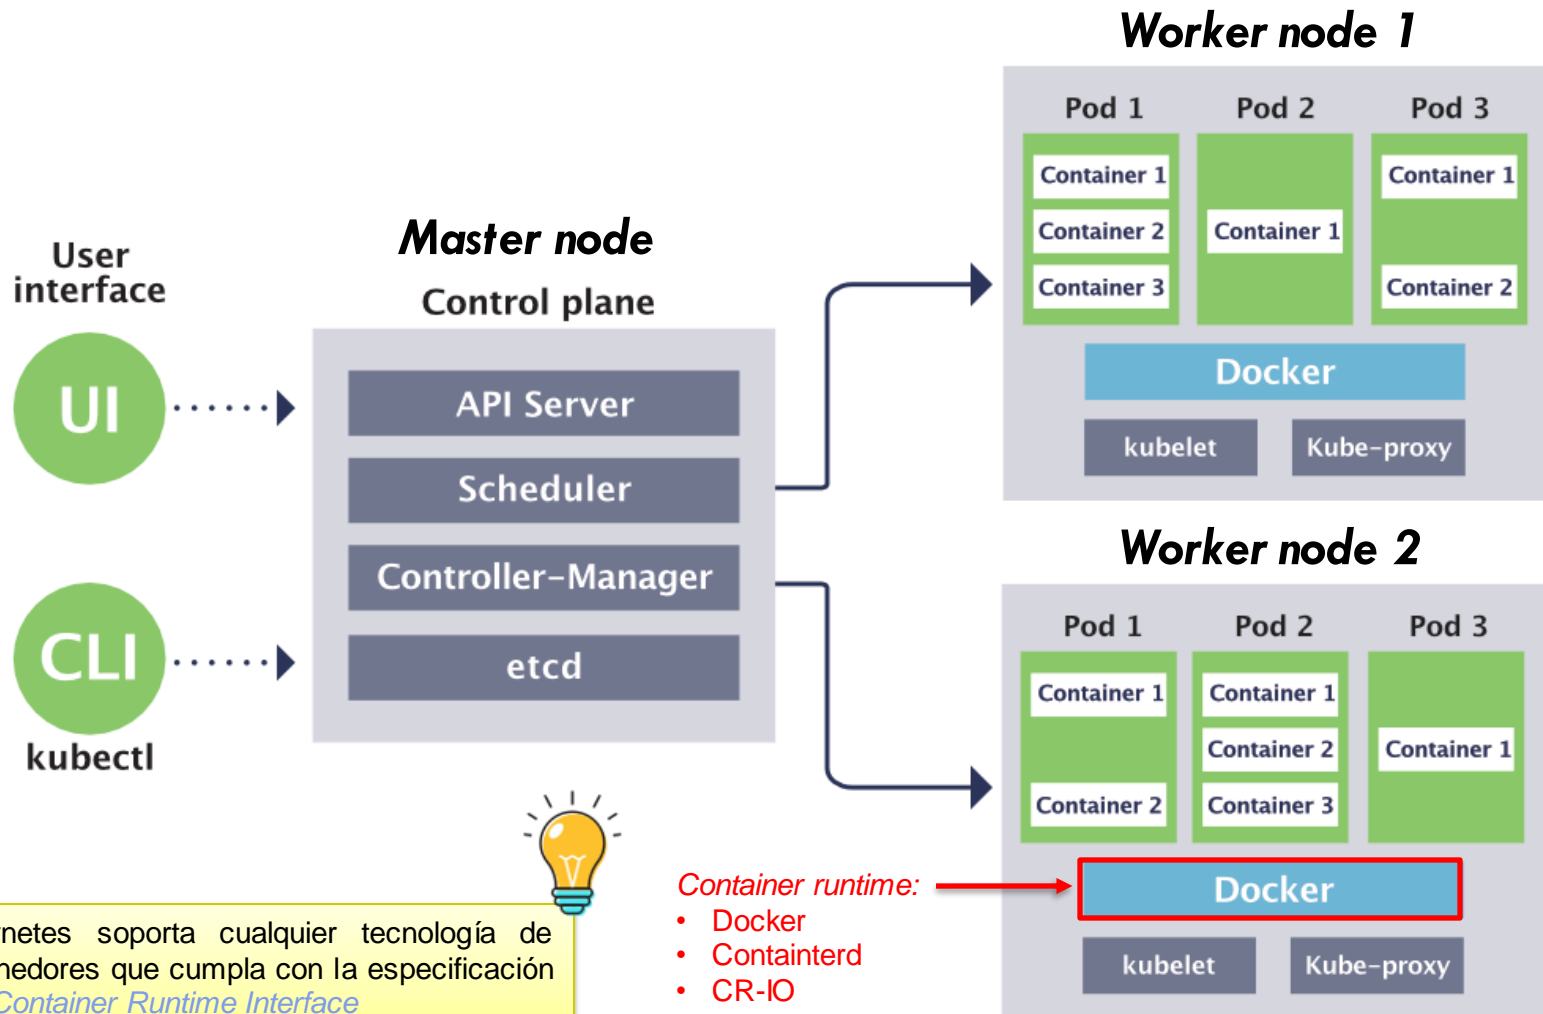 Worker node 1
Pod 1 Pod 2 Pod 3
Container 1
Container 2
Container 3
Container 1
Container 1
Container 2
Docker
kubelet Kube-proxy
Master node
Control plane
API Server
Scheduler
Controller-Manager
etcd
User
interface
UI
CLI
kubectl
Worker node 2
Pod 1 Pod 2 Pod 3
Container 1
Container 2
Container 1
Container 2
Container 3
Container 1
Docker
kubelet Kube-proxy
Container runtime:
• Docker
• Containterd
• CR-IO
rnetes soporta cualquier tecnología de
nedores que cumpla con la especificación
Container Runtime Interface